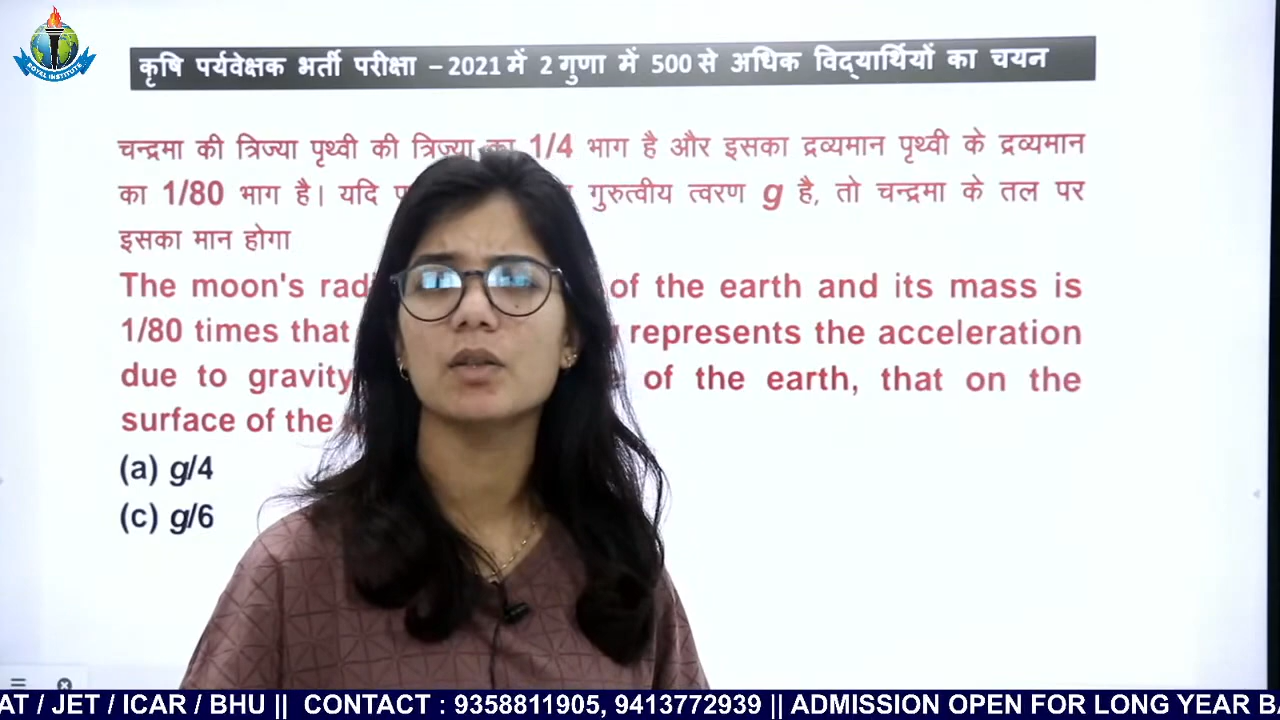 ROYAL INSTITUTE
कृषि पर्यवेक्षक भर्ती परीक्षा – 2021 में 2 गुणा में 500 से अधिक विद्यार्थियों का चयन
चन्द्रमा की त्रिज्या पृथ्वी की त्रिज्या का 1/4 भाग है और इसका द्रव्यमान पृथ्वी के द्रव्यमान
का 1/80 भाग है। यदि गुरुत्वीय त्वरण g है, तो चन्द्रमा के तल पर
इसका मान होगा
The moon's of the earth and its mass is
1/80 times that represents the acceleration
due to gravity of the earth, that on the
surface of the
(a) g/4
(c) g/6
AT / JET / ICAR / BHU || CONTACT : 9358811905, 9413772939 || ADMISSION OPEN FOR LONG YEAR BA